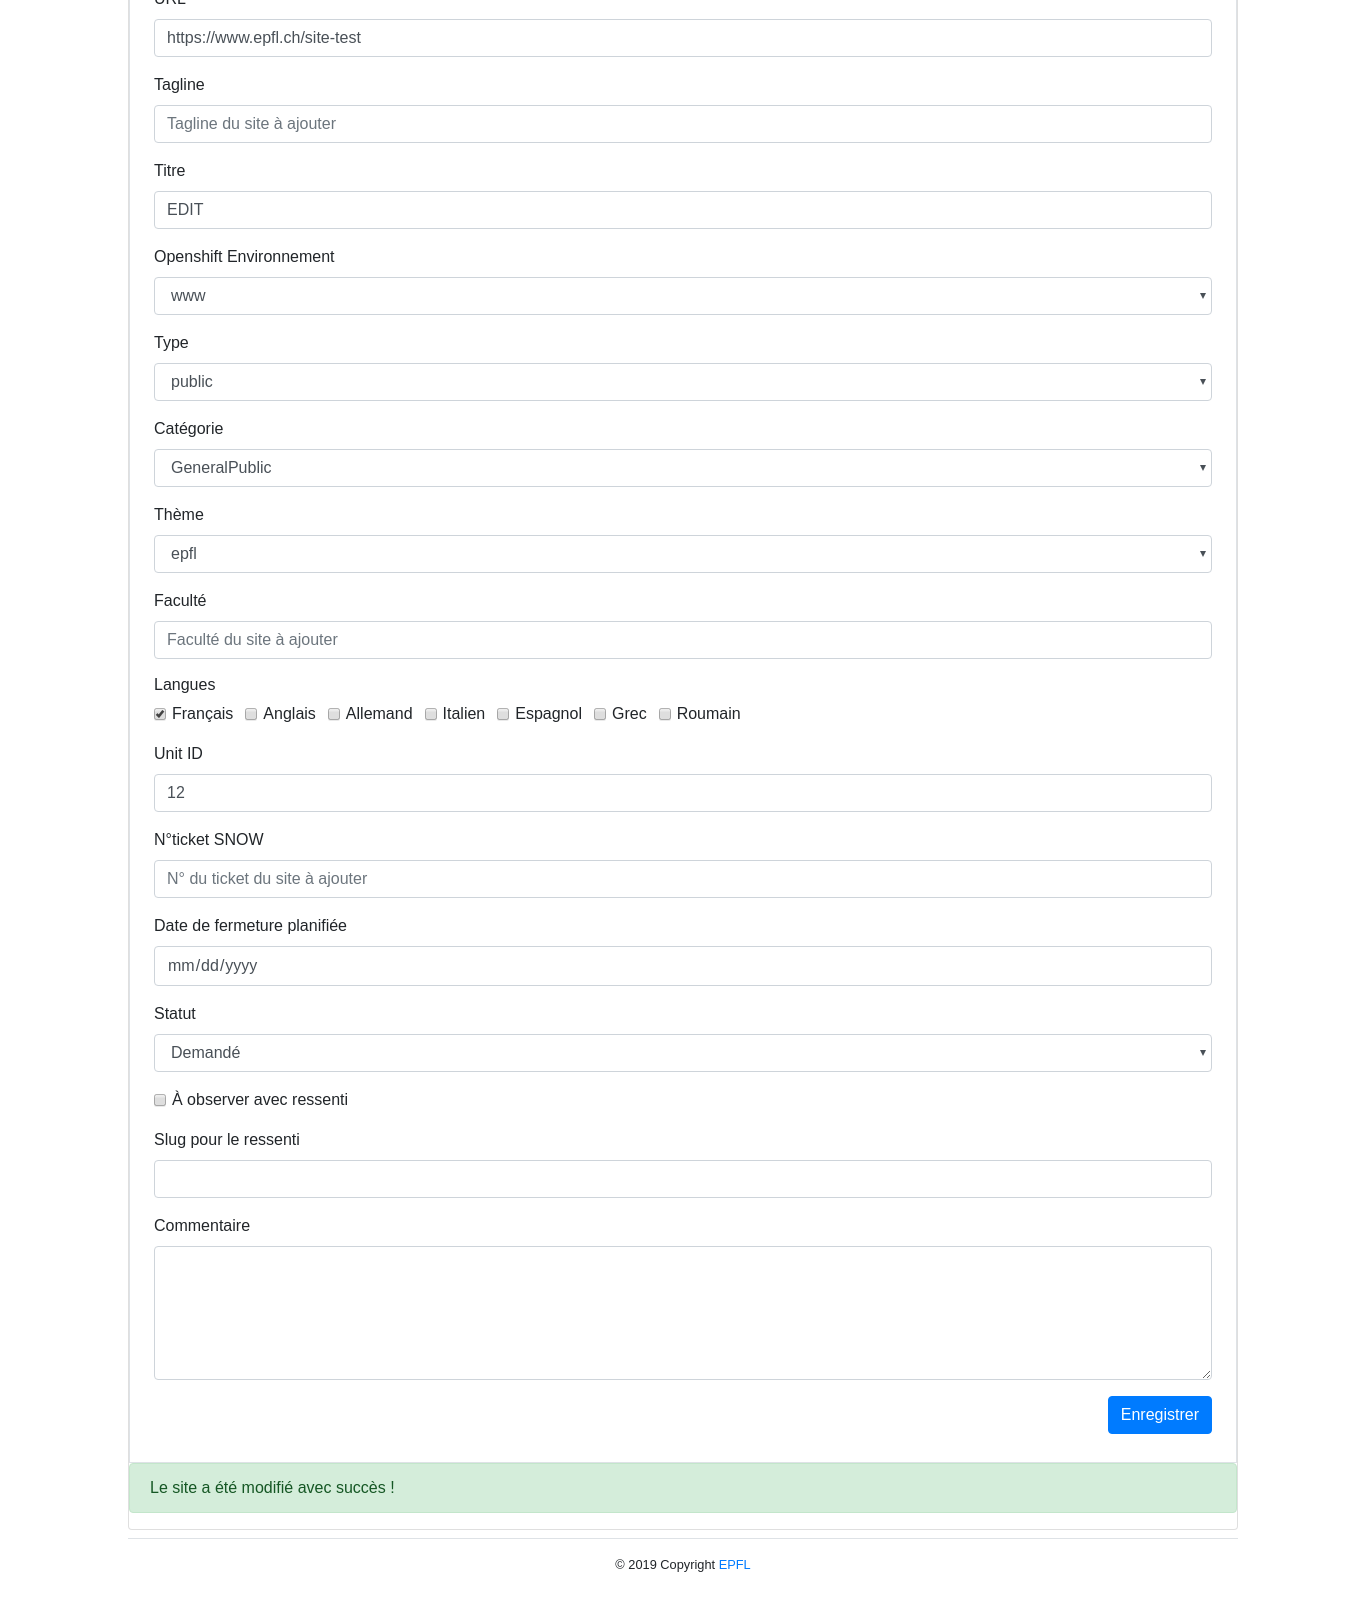 URL
https://www.epfl.ch/site-test
Tagline
Tagline du site à ajouter
Titre
EDIT
Openshift Environnement
www
Type
public
Catégorie
GeneralPublic
Thème
epfl
Faculté
Faculté du site à ajouter
Langues
Français Anglais Allemand Italien Espagnol Grec Roumain
Unit ID
12
N°ticket SNOW
N° du ticket du site à ajouter
Date de fermeture planifiée
mm/dd/yyyy
Statut
Demandé
À observer avec ressenti
Slug pour le ressenti
Commentaire
Enregistrer
Le site a été modifié avec succès !
© 2019 Copyright EPFL